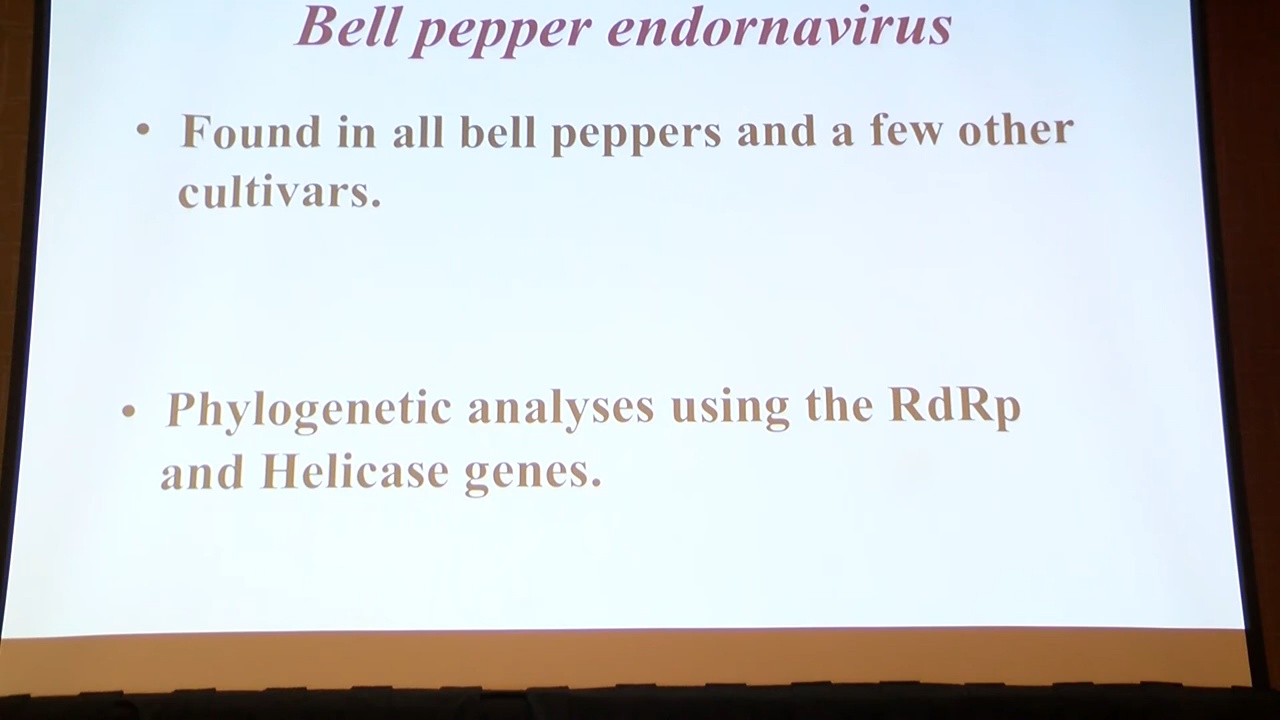 Bell pepper endornavirus
• Found in all bell peppers and a few other
cultivars.
• Phylogenetic analyses using the RdRp
and Helicase genes.